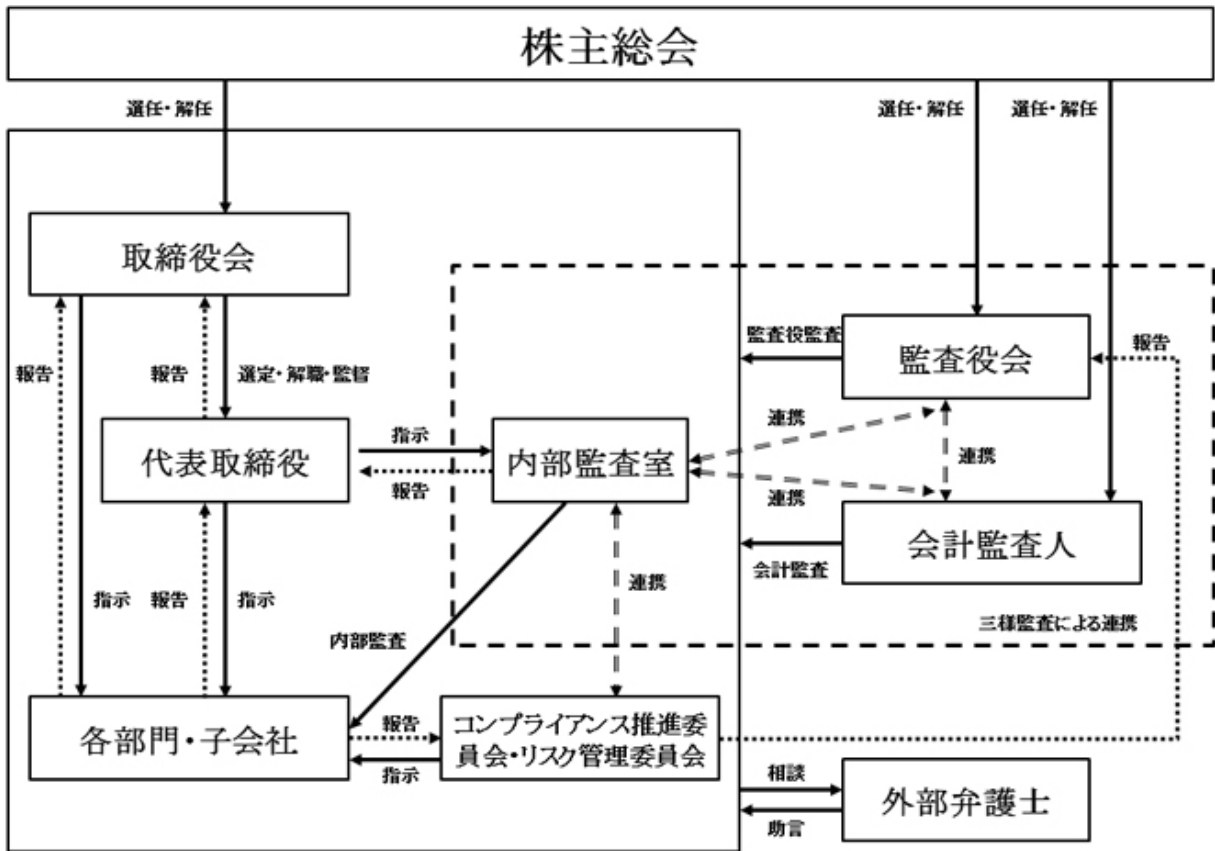 株主総会
選任・解任
選任・解任
選任・解任
取締役会
監査役監査
監査役会
報告
報告
報告
選定・解職・監督
連携
代表取締役
指示
報告
内部監査室
連携
連携
会計監査人
会計監査
指示
報告
指示
連携
三様監査による連携
内部監査
各部門・子会社
報告
指示
コンプライアンス推進委
員会・リスク管理委員会
相談
助言
外部弁護士